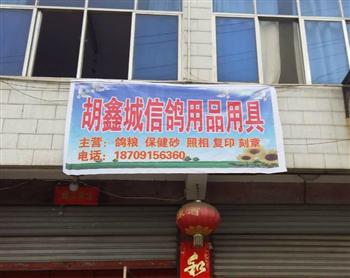 胡鑫城信鸽用品用具
主营：鸽粮 保健砂 照相 复印 刻章
电话：18709156360
和